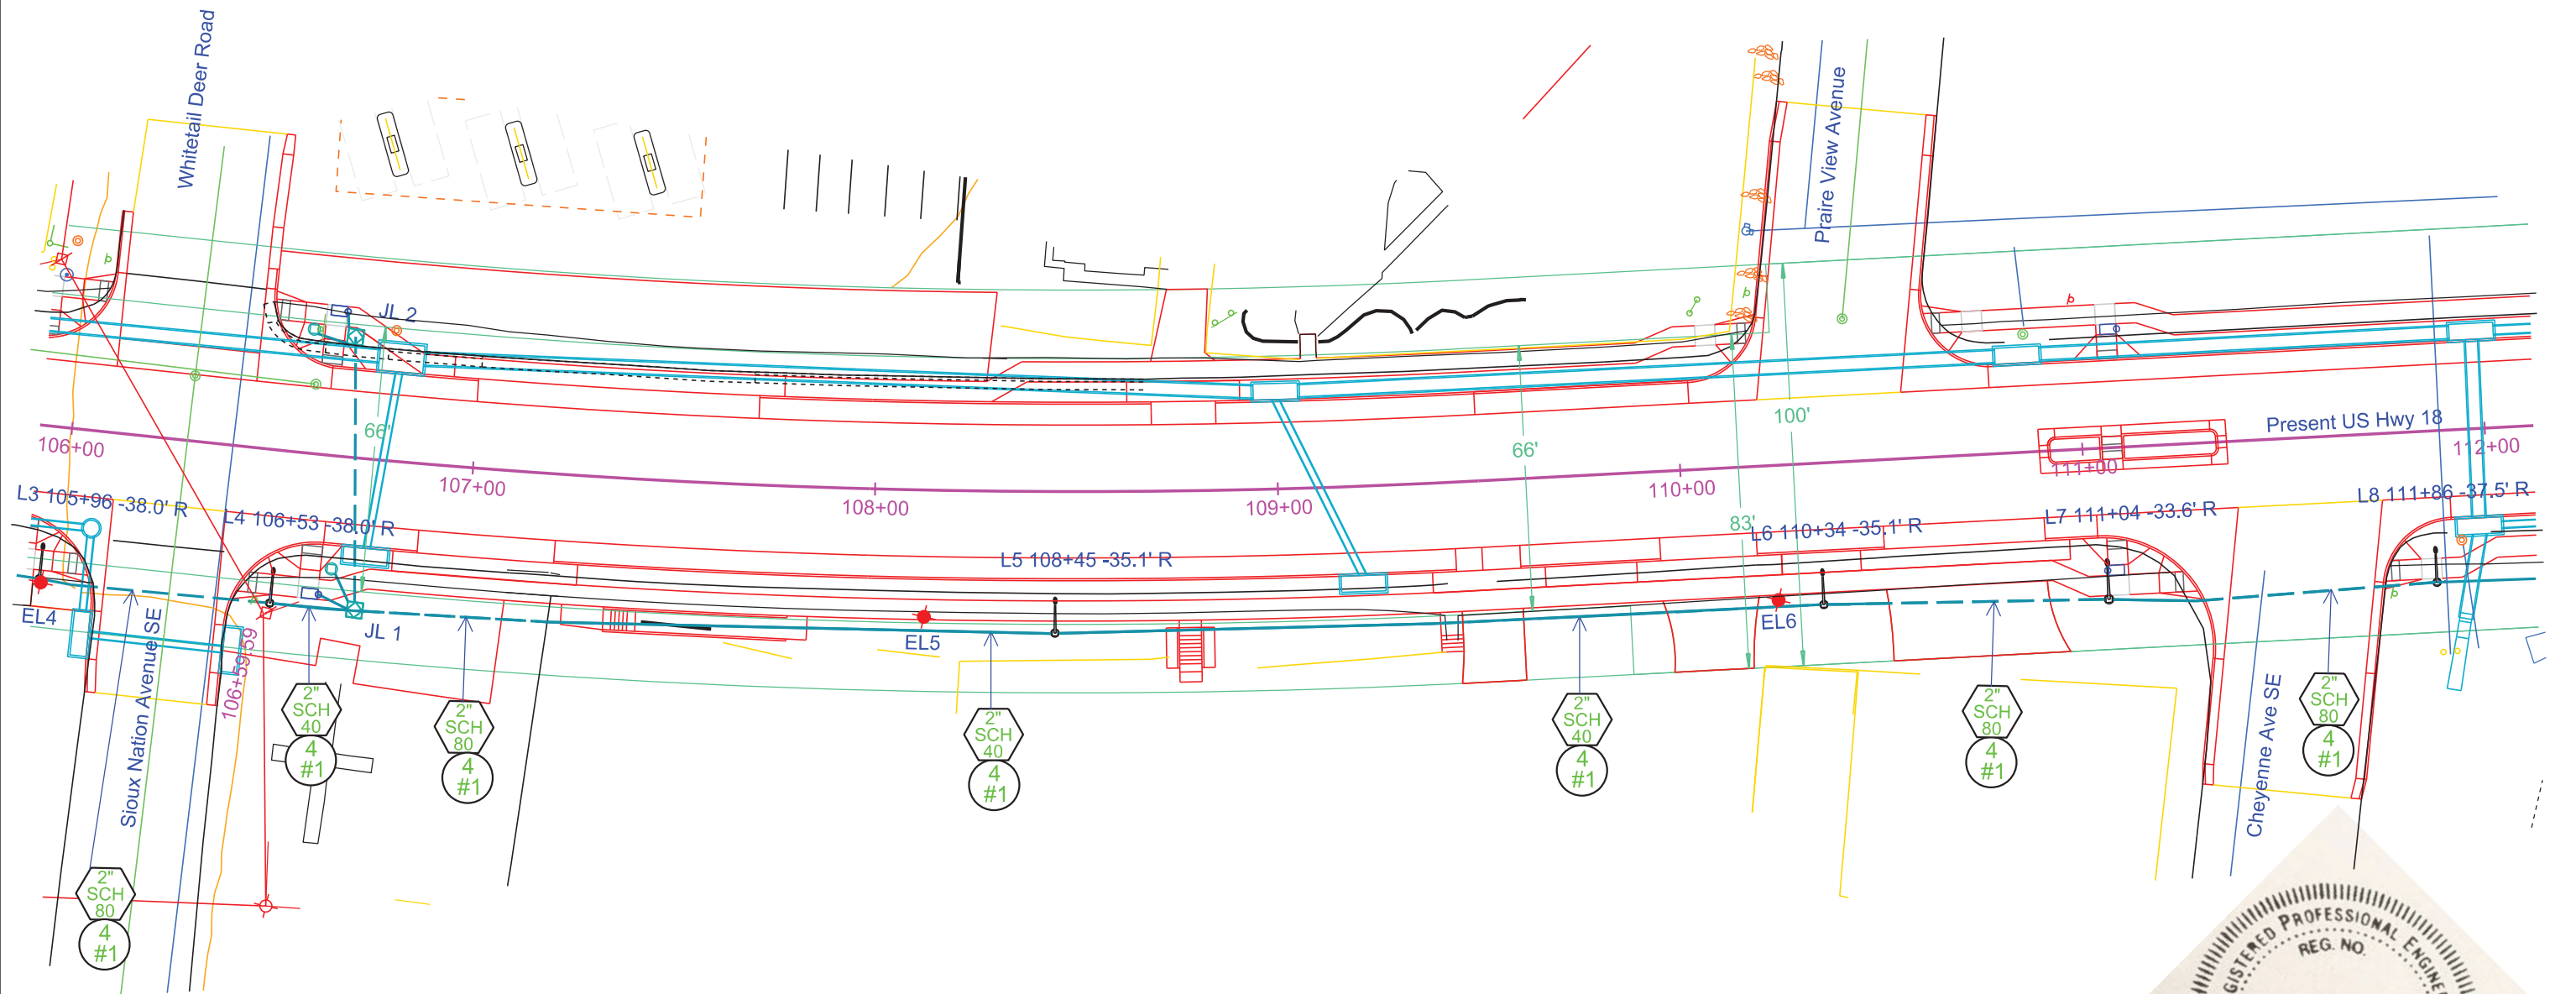 Whitetail Deer Road
Praire View Avenue
JL 2
66'
100'
66'
83'
Present US Hwy 18
106+00
107+00
108+00
109+00
110+00
111+00
112+00
L3 105+96 -38.0' R
L4 106+53 -38.0' R
L5 108+45 -35.1' R
L6 110+34 -35.1' R
L7 111+04 -33.6' R
L8 111+86 -37.5' R
EL4
JL 1
EL5
EL6
106+59.59
Sioux Nation Avenue SE
Cheyenne Ave SE
2"
SCH
40
4
#1
2"
SCH
80
4
#1
2"
SCH
40
4
#1
2"
SCH
40
4
#1
2"
SCH
80
4
#1
2"
SCH
80
4
#1
2"
SCH
80
4
#1
PROFESSIONAL
REG. NO.